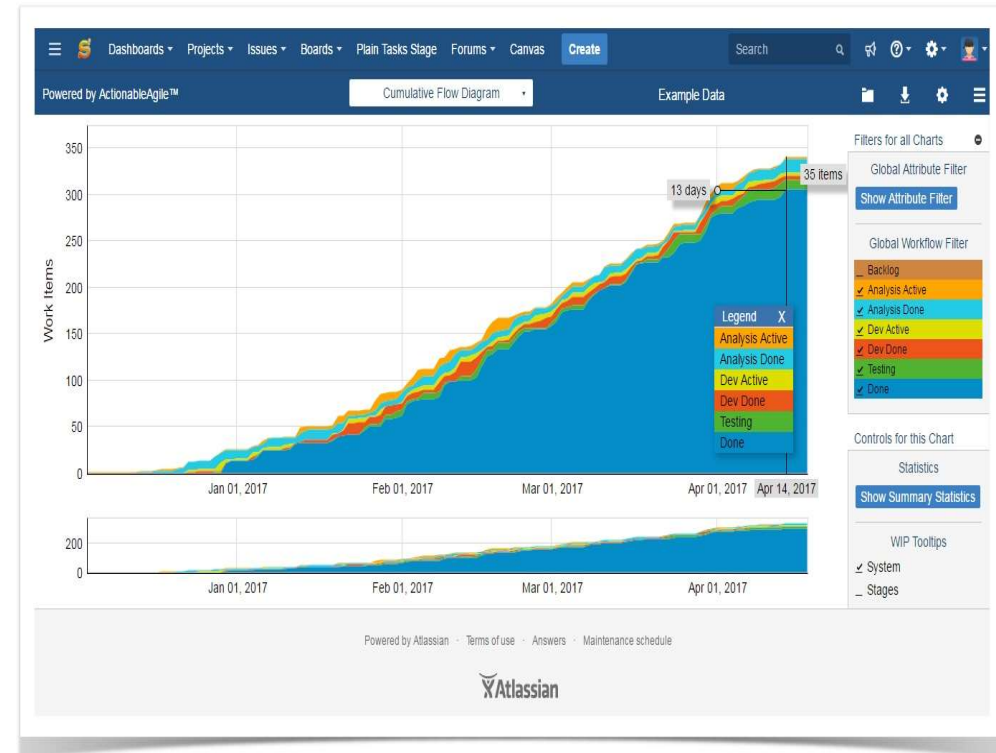 Dashboards Projects Issues Boards Plain Tasks Stage Forums Canvas Create Search
Powered by ActionableAgile™ Cumulative Flow Diagram Example Data
350
300
250
200
150
100
50
0
Work Items
13 days
35 items
Legend X
Analysis Active
Analysis Done
Dev Active
Dev Done
Testing
Done
Jan 01, 2017 Feb 01, 2017 Mar 01, 2017 Apr 01, 2017 Apr 14, 2017
200
0
Jan 01, 2017 Feb 01, 2017 Mar 01, 2017 Apr 01, 2017
Filters for all Charts
Global Attribute Filter
Show Attribute Filter
Global Workflow Filter
Backlog
Analysis Active
Analysis Done
Dev Active
Dev Done
Testing
Done
Controls for this Chart
Statistics
Show Summary Statistics
WIP Tooltips
System
Stages
Powered by Atlassian · Terms of use · Answers · Maintenance schedule
Atlassian